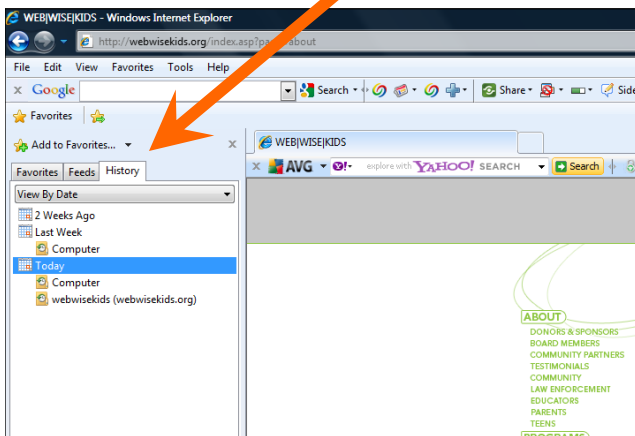 WEB|WISE|KIDS - Windows Internet Explorer
http://webwisekids.org/index.asp?pa about
File Edit View Favorites Tools Help
x Google Search Share Side
Favorites
Add to Favorites... x WEB|WISE|KIDS
Favorites Feeds History x AVG Y! explore with YAHOO! SEARCH Search
View By Date
2 Weeks Ago
Last Week
Computer
Today
Computer
webwisekids (webwisekids.org)
ABOUT
DONORS & SPONSORS
BOARD MEMBERS
COMMUNITY PARTNERS
TESTIMONIALS
COMMUNITY
LAW ENFORCEMENT
EDUCATORS
PARENTS
TEENS
PROGRAMS